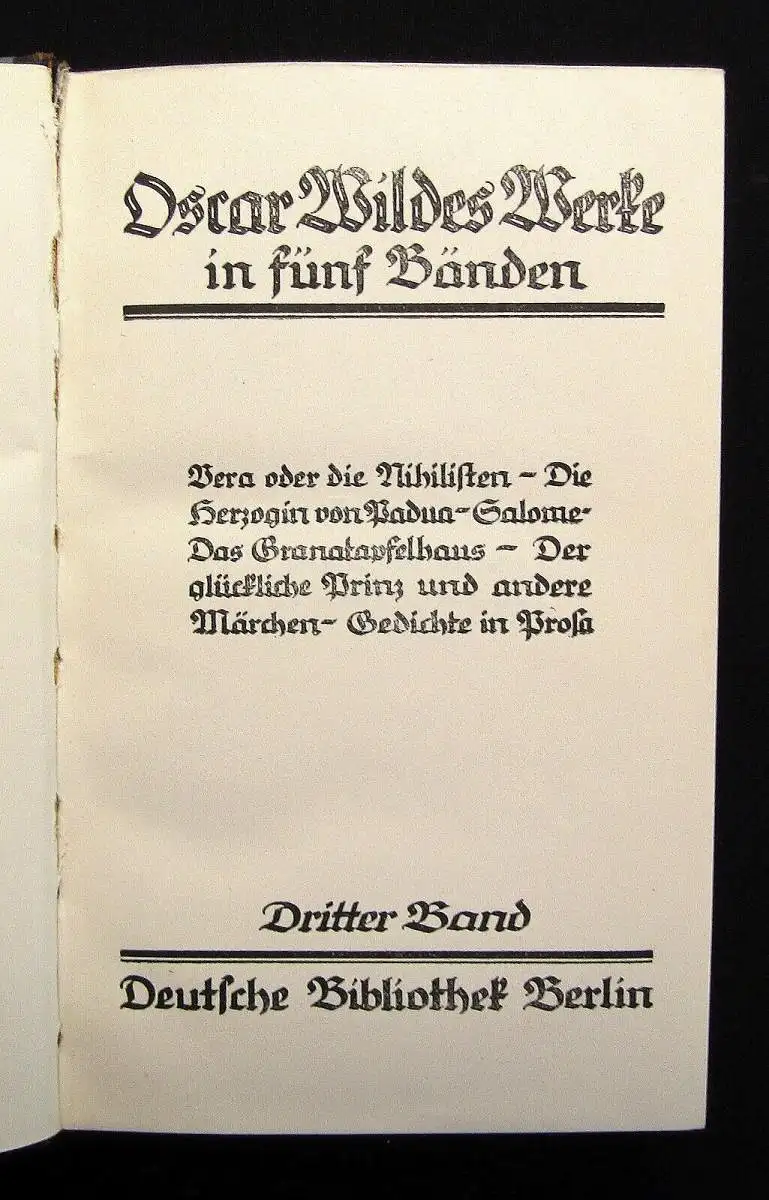 Oscar Wildes Werke
in fünf Bänden
Vera oder die Nihiliſten – Die
Herzogin von Padua – Salome –
Das Granatapfelhaus – Der
glückliche Prinz und andere
Märchen – Gedichte in Proſa
Dritter Band
Deutſche Bibliothek Berlin